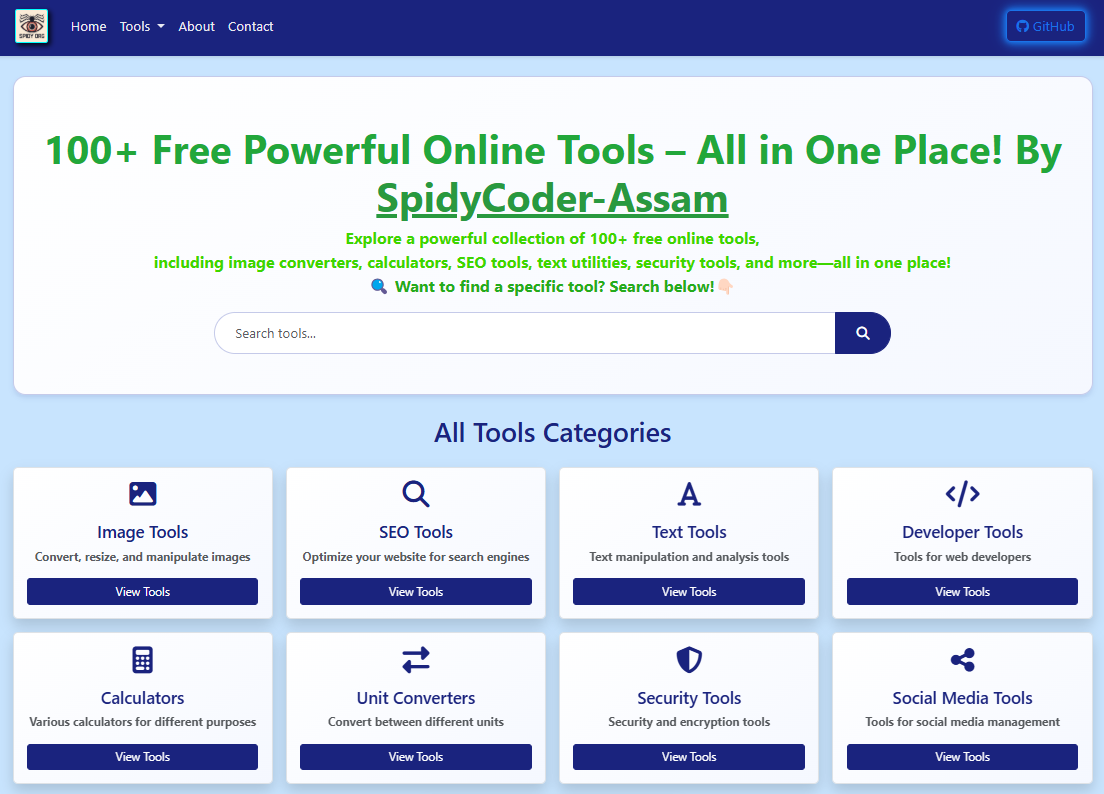 SPIDY ORG
Home Tools About Contact
GitHub
100+ Free Powerful Online Tools – All in One Place! By
SpidyCoder-Assam
Explore a powerful collection of 100+ free online tools,
including image converters, calculators, SEO tools, text utilities, security tools, and more—all in one place!
🔍 Want to find a specific tool? Search below!👇🏻
Search tools...
All Tools Categories
Image Tools
Convert, resize, and manipulate images
View Tools
SEO Tools
Optimize your website for search engines
View Tools
Text Tools
Text manipulation and analysis tools
View Tools
Developer Tools
Tools for web developers
View Tools
Calculators
Various calculators for different purposes
View Tools
Unit Converters
Convert between different units
View Tools
Security Tools
Security and encryption tools
View Tools
Social Media Tools
Tools for social media management
View Tools